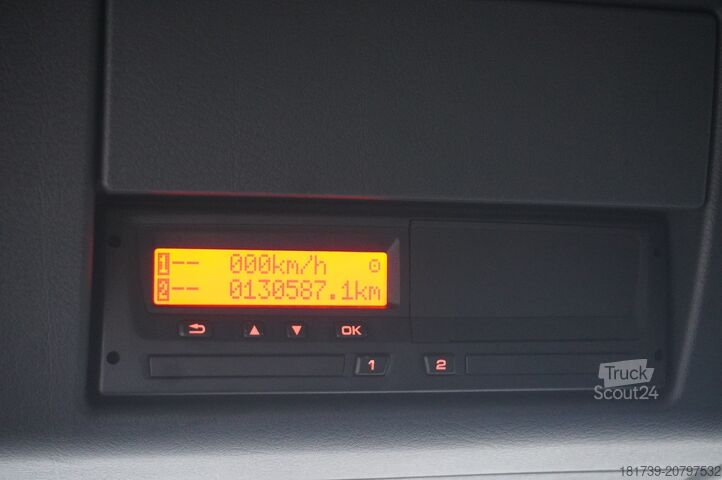 1-- 000km/h
2-- 0130587.1km
OK
1 2
Truck
Scout24
181739-20797532